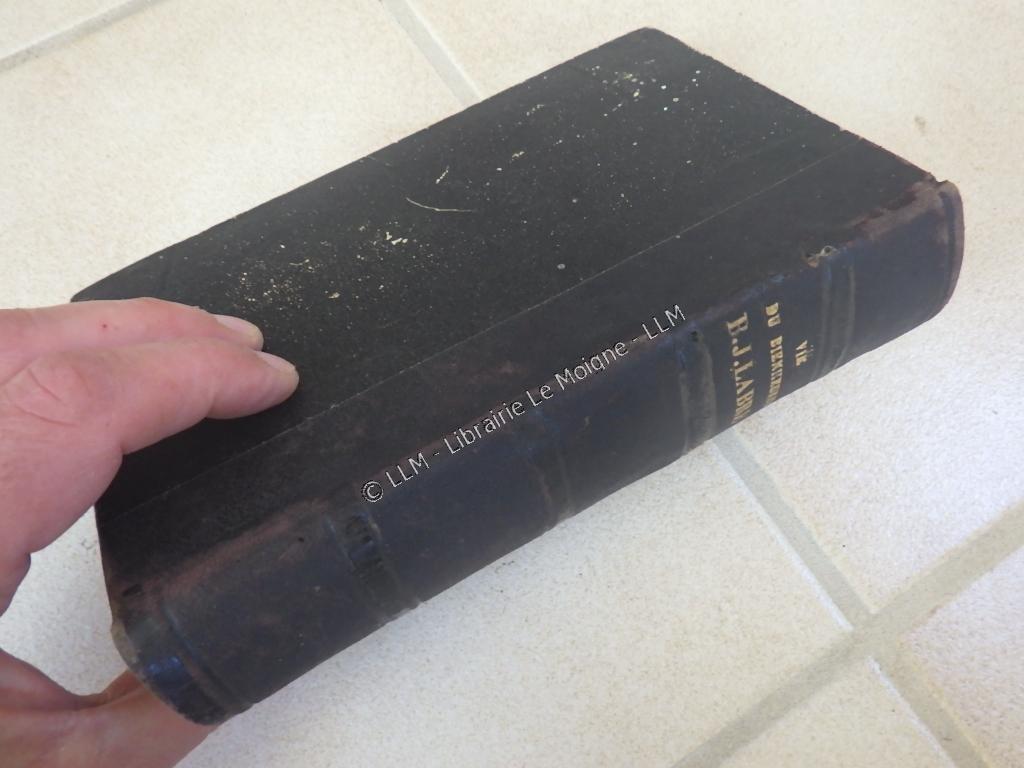 VIE
DU BIENHEUREUX
B. J. LABRE
© LLM - Librairie Le Moigne - LLM